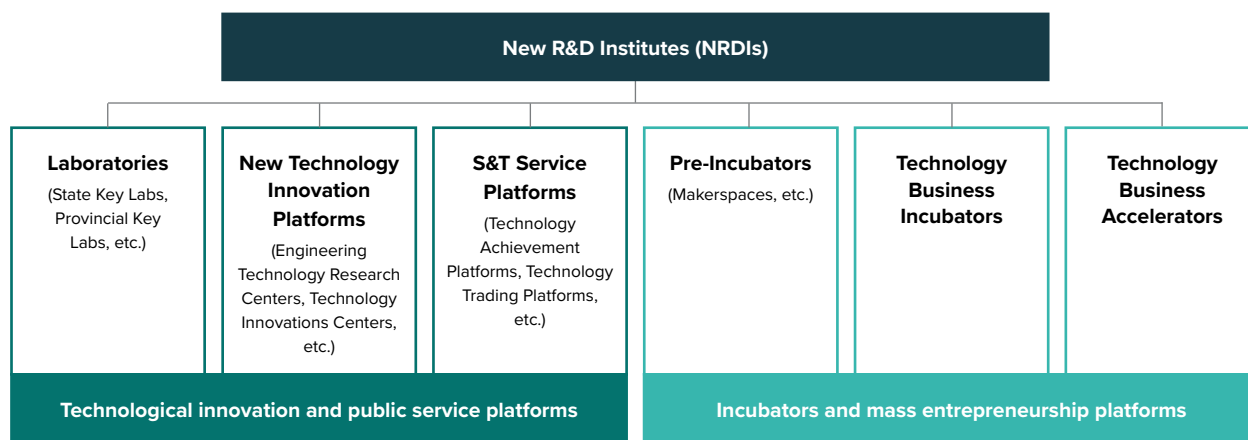 New R&D Institutes (NRDIs)
Laboratories
(State Key Labs,
Provincial Key
Labs, etc.)
New Technology
Innovation
Platforms
(Engineering
Technology Research
Centers, Technology
Innovations Centers,
etc.)
S&T Service
Platforms
(Technology
Achievement
Platforms, Technology
Trading Platforms,
etc.)
Pre-Incubators
(Makerspaces, etc.)
Technology
Business
Incubators
Technology
Business
Accelerators
Technological innovation and public service platforms
Incubators and mass entrepreneurship platforms